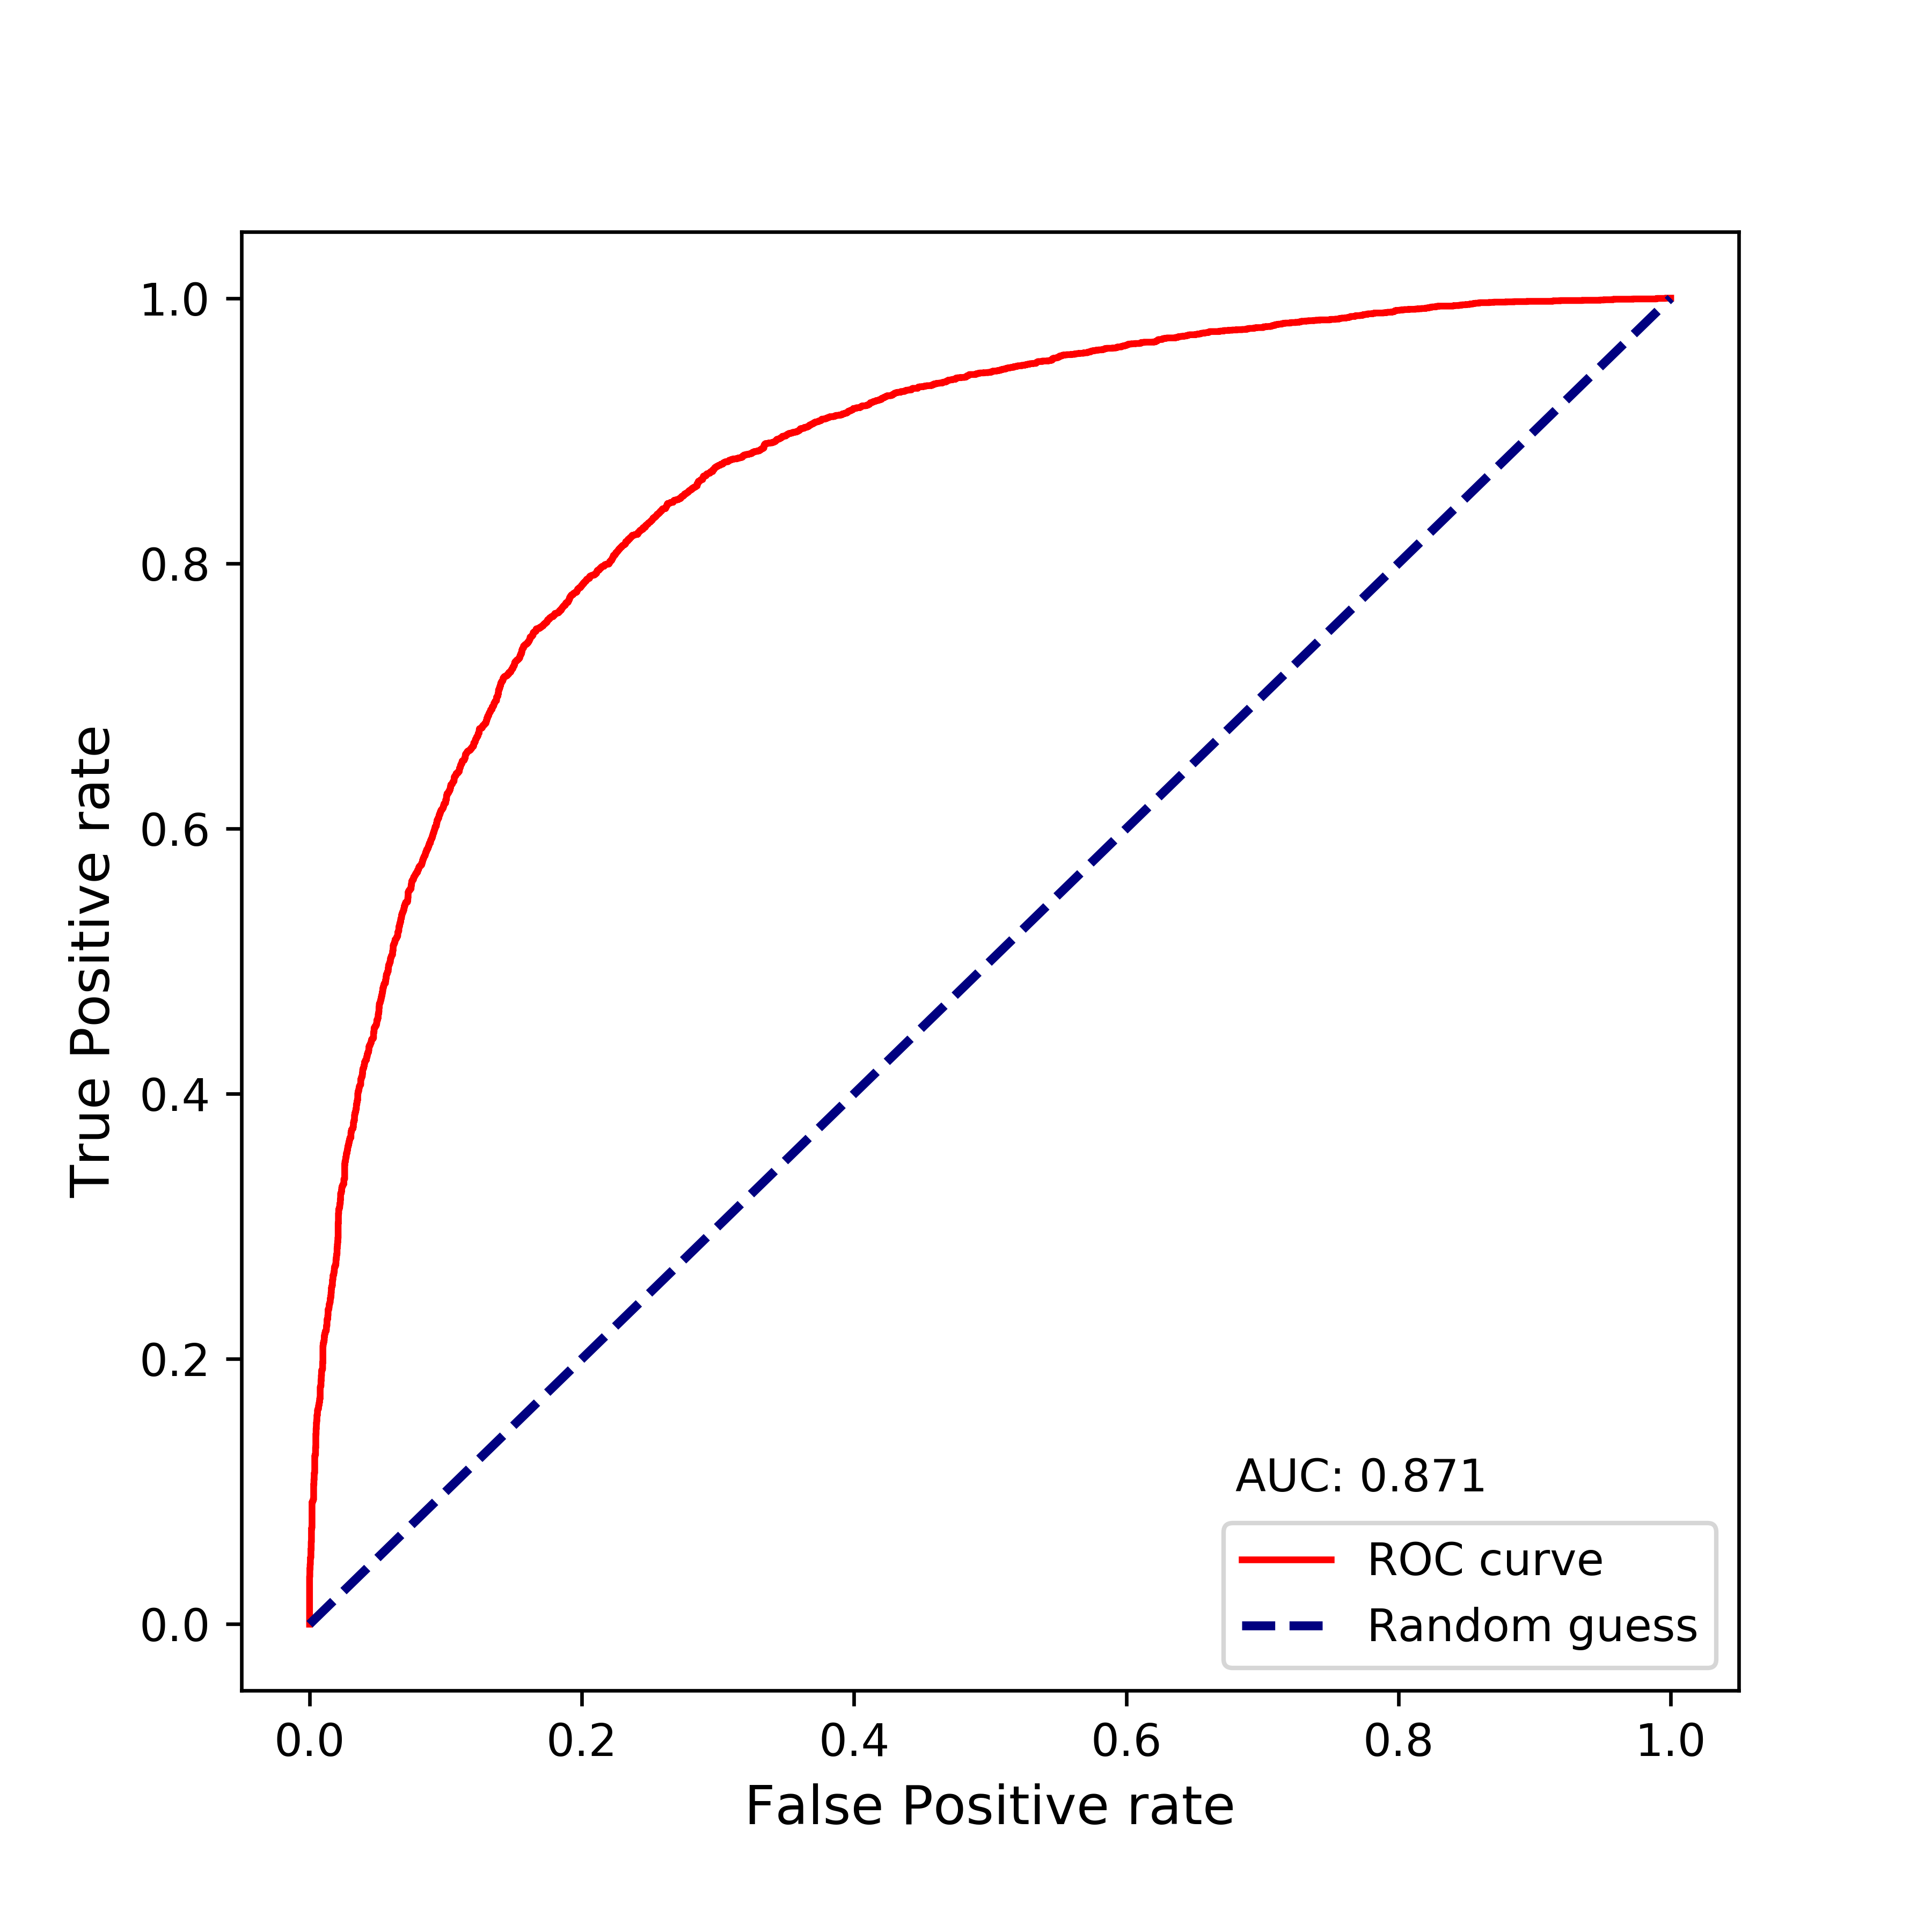 1.0
0.8
0.6
0.4
0.2
0.0
True Positive rate
AUC: 0.871
ROC curve
Random guess
0.0 0.2 0.4 0.6 0.8 1.0
False Positive rate